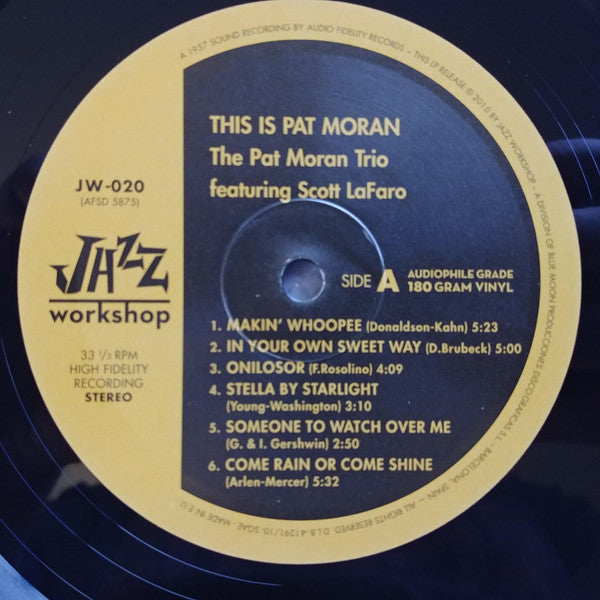 A 1957 SOUND RECORDING BY AUDIO FIDELITY RECORDS – THIS LP RELEASE © 2010 BY JAZZ WORKSHOP – A DIVISION OF BLUE MOON PRODUCCIONES DISCOGRAFICAS S.L. – BARCELONA, SPAIN – ALL RIGHTS RESERVED. D.L.B. 41291/10. SGAE · MADE IN E.U.
THIS IS PAT MORAN
The Pat Moran Trio
featuring Scott LaFaro
JW-020
(AFSD 5875)
JAZZ
workshop
33 1/3 RPM
HIGH FIDELITY
RECORDING
STEREO
SIDE A
AUDIOPHILE GRADE
180 GRAM VINYL
1. MAKIN' WHOOPEE (Donaldson-Kahn) 5:23
2. IN YOUR OWN SWEET WAY (D.Brubeck) 5:00
3. ONILOSOR (F.Rosolino) 4:09
4. STELLA BY STARLIGHT
(Young-Washington) 3:10
5. SOMEONE TO WATCH OVER ME
(G. & I. Gershwin) 2:50
6. COME RAIN OR COME SHINE
(Arlen-Mercer) 5:32